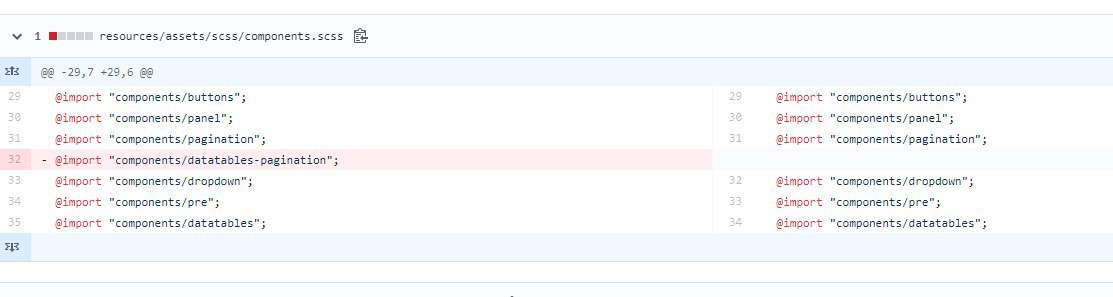 1 resources/assets/scss/components.scss
@@ -29,7 +29,6 @@
29 @import "components/buttons"; 29 @import "components/buttons";
30 @import "components/panel"; 30 @import "components/panel";
31 @import "components/pagination"; 31 @import "components/pagination";
32 - @import "components/datatables-pagination";
33 @import "components/dropdown"; 32 @import "components/dropdown";
34 @import "components/pre"; 33 @import "components/pre";
35 @import "components/datatables"; 34 @import "components/datatables";